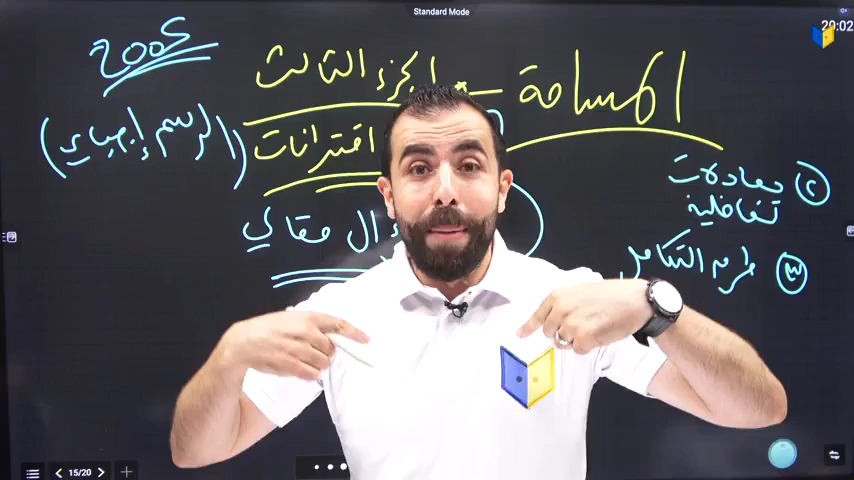 Standard Mode
20:02
2005
المساحة - الجزء الثالث
اقترانات
(الرسم إجباري)
ؤال مقالي
② معادلات
تفاضلية
③ طرق التكامل
15/20